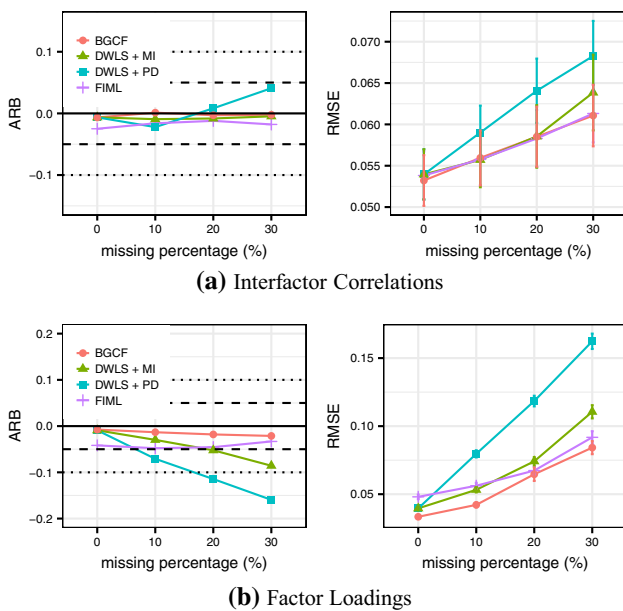 BGCF
DWLS + MI
DWLS + PD
FIML
ARB
0.1
0.0
−0.1
0
10
20
30
missing percentage (%)
RMSE
0.070
0.065
0.060
0.055
0.050
0
10
20
30
missing percentage (%)
(a) Interfactor Correlations
BGCF
DWLS + MI
DWLS + PD
FIML
ARB
0.2
0.1
0.0
−0.1
−0.2
0
10
20
30
missing percentage (%)
RMSE
0.15
0.10
0.05
0
10
20
30
missing percentage (%)
(b) Factor Loadings